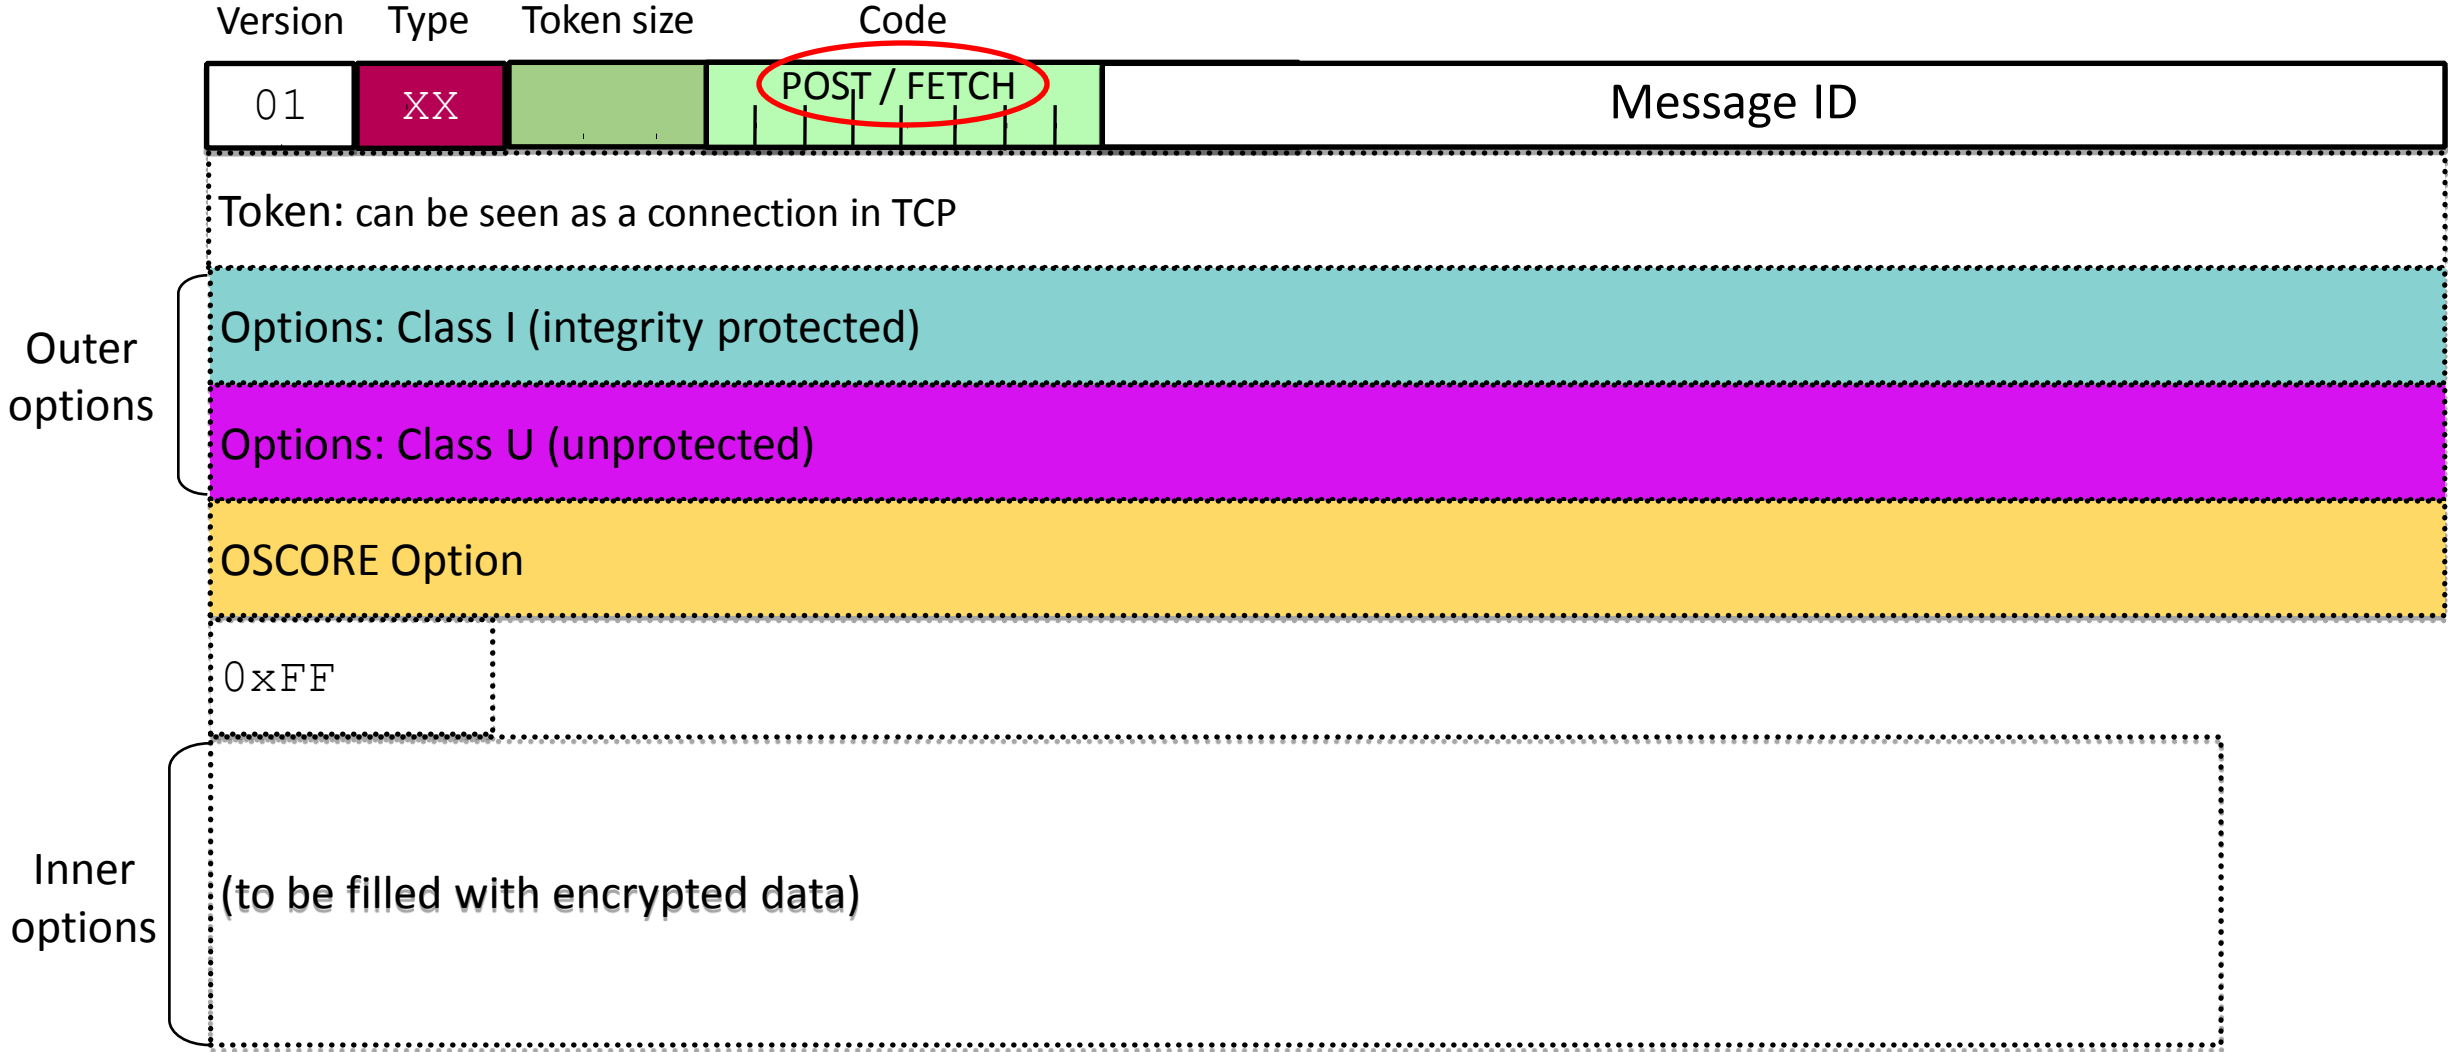 Version Type Token size Code
01 XX POST / FETCH Message ID
Token: can be seen as a connection in TCP
Outer
options
Options: Class I (integrity protected)
Options: Class U (unprotected)
OSCORE Option
0xFF
Inner
options
(to be filled with encrypted data)